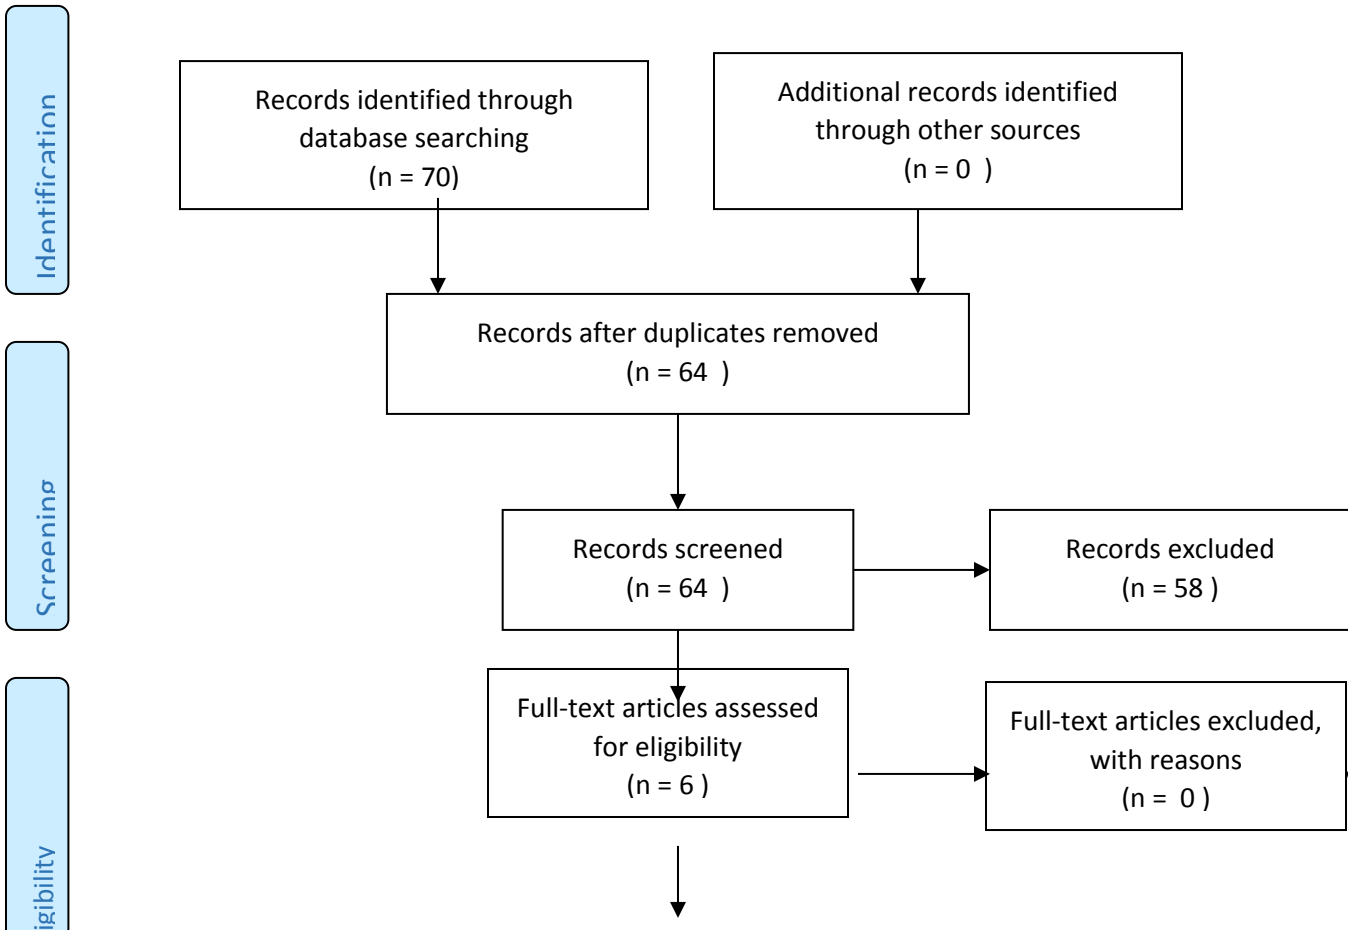 Identification
Records identified through
database searching
(n = 70)
Additional records identified
through other sources
(n = 0  )
Records after duplicates removed
(n = 64  )
Screening
Records screened
(n = 64  )
Records excluded
(n = 58 )
Full-text articles assessed
for eligibility
(n = 6 )
Full-text articles excluded,
with reasons
(n =  0 )
igibility